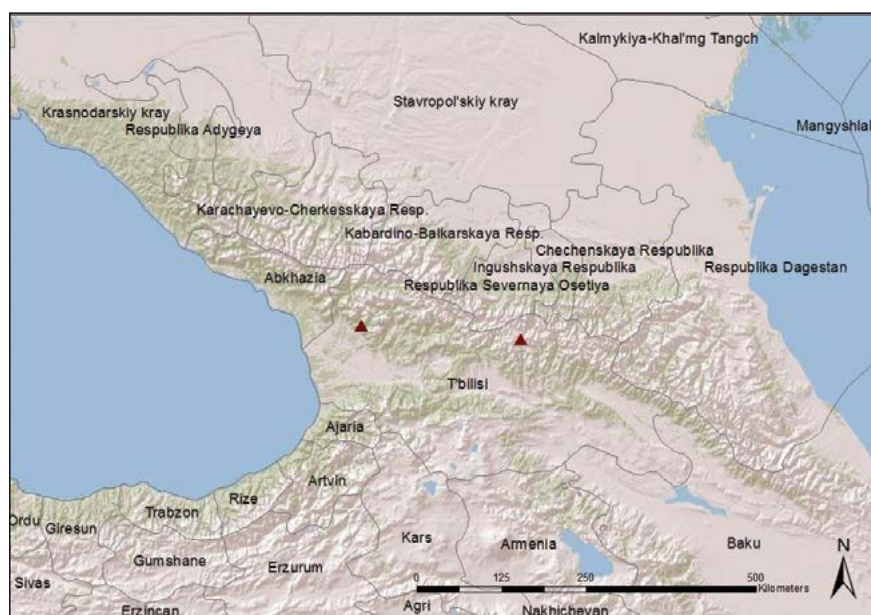 Kalmykiya-Khal'mg Tangch
Stavropol'skiy kray
Krasnodarskiy kray
Respublika Adygeya
Mangyshlak
Karachayevo-Cherkesskaya Resp.
Kabardino-Balkarskaya Resp.
Chechenskaya Respublika
Ingushskaya Respublika
Respublika Dagestan
Abkhazia
Respublika Severnaya Osetiya
T'bilisi
Ajaria
Artvin
Rize
Trabzon
Ordu
Giresun
Kars
Armenia
Baku
N
Gumshane
Erzurum
Sivas
0 125 250 500
Kilometers
Erzincan
Agri
Nakhichevan